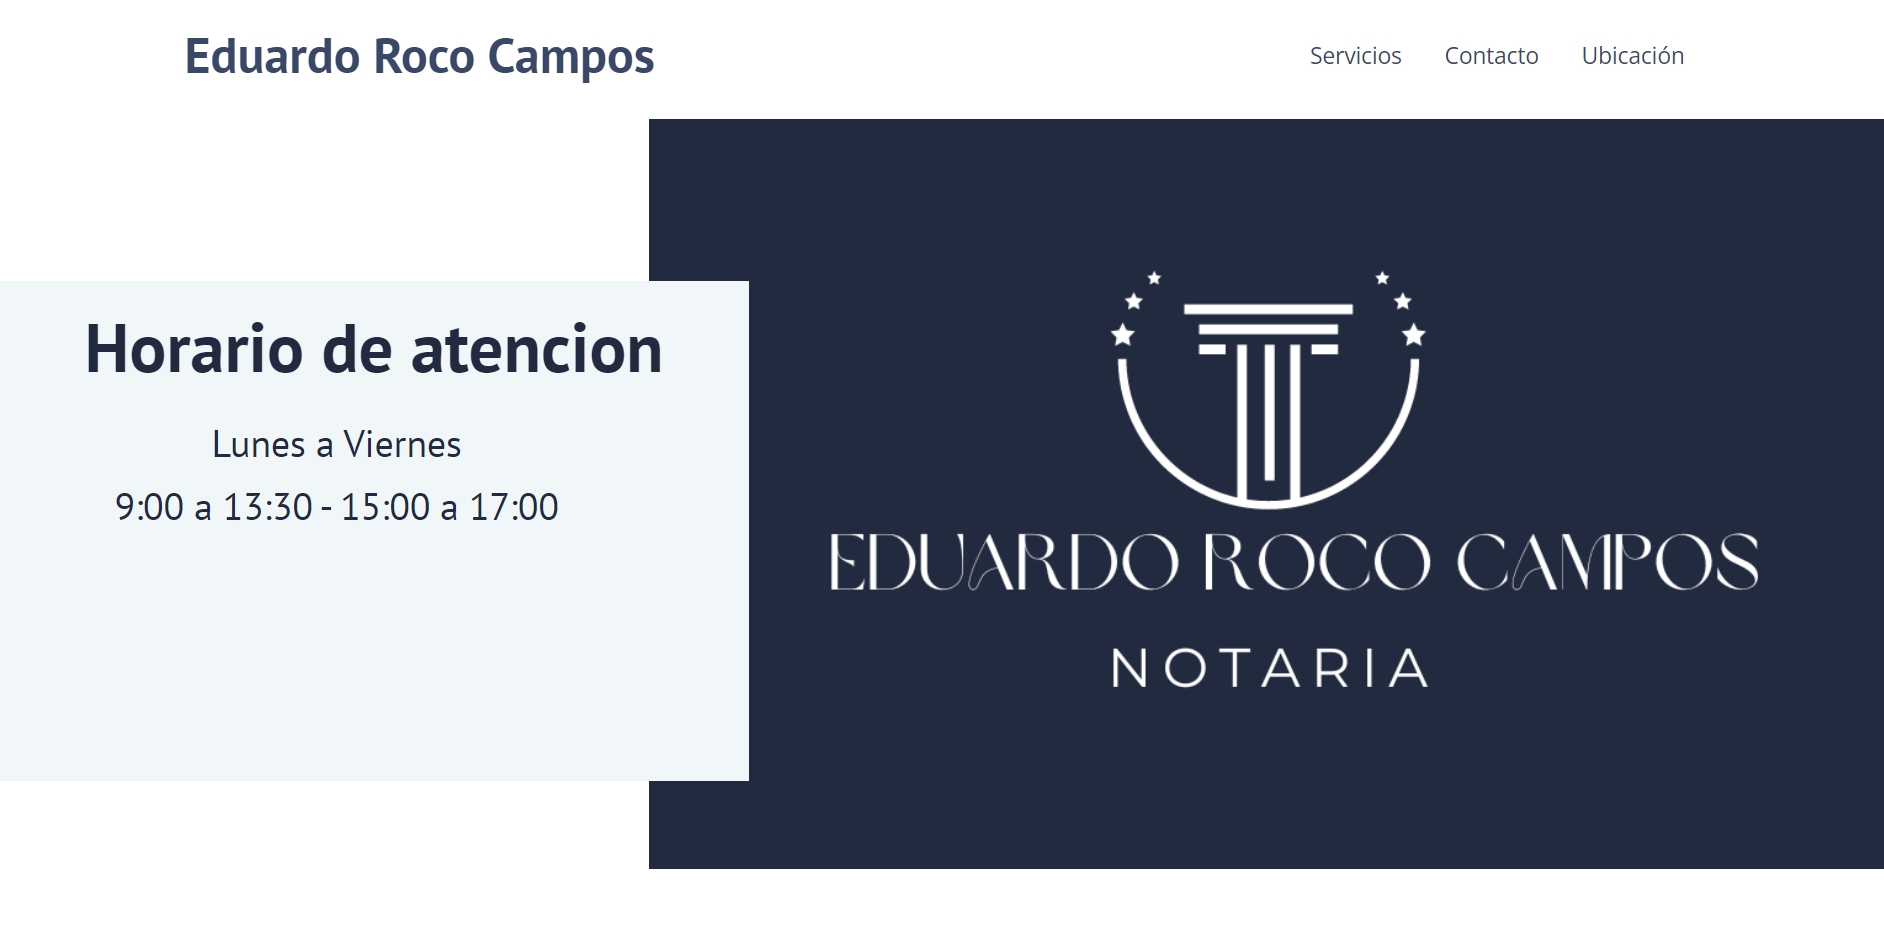 Eduardo Roco Campos
Servicios Contacto Ubicación
Horario de atencion
Lunes a Viernes
9:00 a 13:30 - 15:00 a 17:00
EDUARDO ROCO CAMPOS
NOTARIA